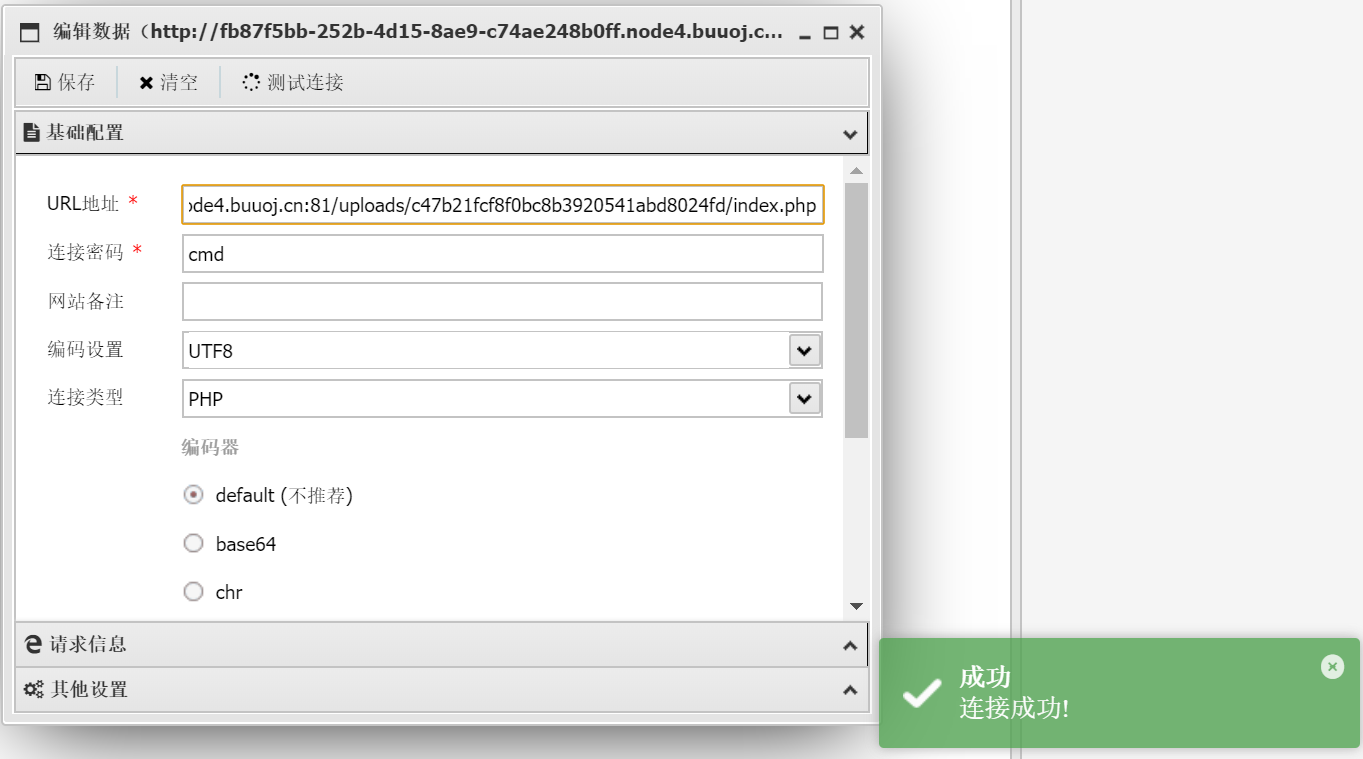 编辑数据（http://fb87f5bb-252b-4d15-8ae9-c74ae248b0ff.node4.buuoj.c...
保存 清空 测试连接
基础配置
URL地址 * ode4.buuoj.cn:81/uploads/c47b21fcf8f0bc8b3920541abd8024fd/index.php
连接密码 * cmd
网站备注
编码设置 UTF8
连接类型 PHP
编码器
default (不推荐)
base64
chr
请求信息
其他设置
成功
连接成功!